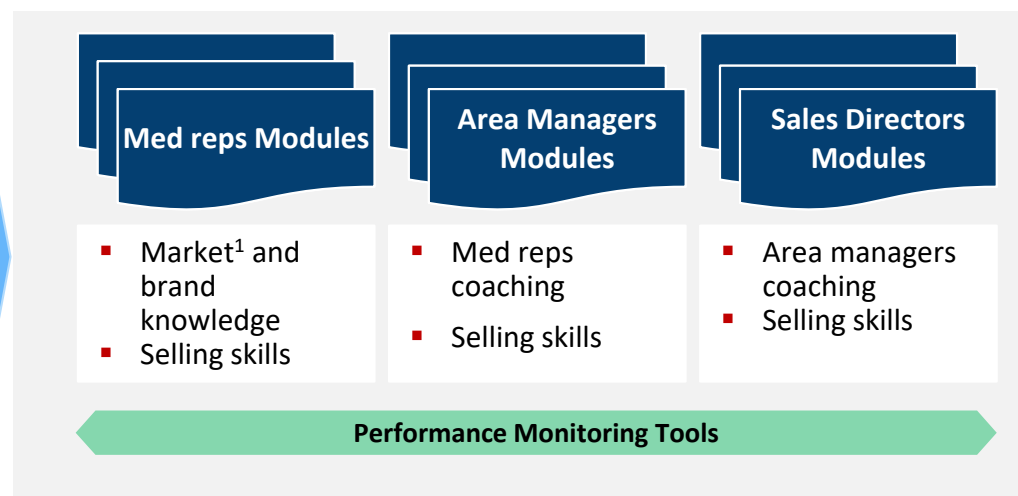 Med reps Modules
Area Managers
Modules
Sales Directors
Modules
▪ Market¹ and
brand
knowledge
▪ Selling skills
▪ Med reps
coaching
▪ Selling skills
▪ Area managers
coaching
▪ Selling skills
Performance Monitoring Tools